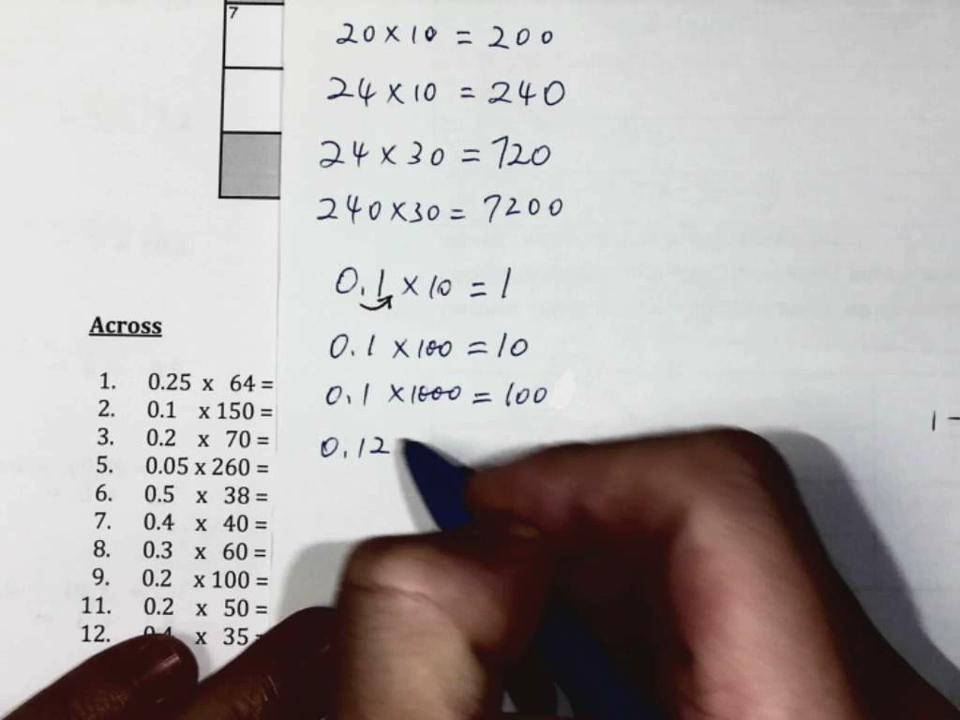 7
20 x 10 = 200
24 x 10 = 240
24 x 30 = 720
240 x 30 = 7200
0.1 x 10 = 1
0.1 x 100 = 10
0.1 x 1000 = 100
0.12
Across
1. 0.25 x 64 =
2. 0.1 x 150 =
3. 0.2 x 70 =
5. 0.05 x 260 =
6. 0.5 x 38 =
7. 0.4 x 40 =
8. 0.3 x 60 =
9. 0.2 x 100 =
11. 0.2 x 50 =
12. x 35